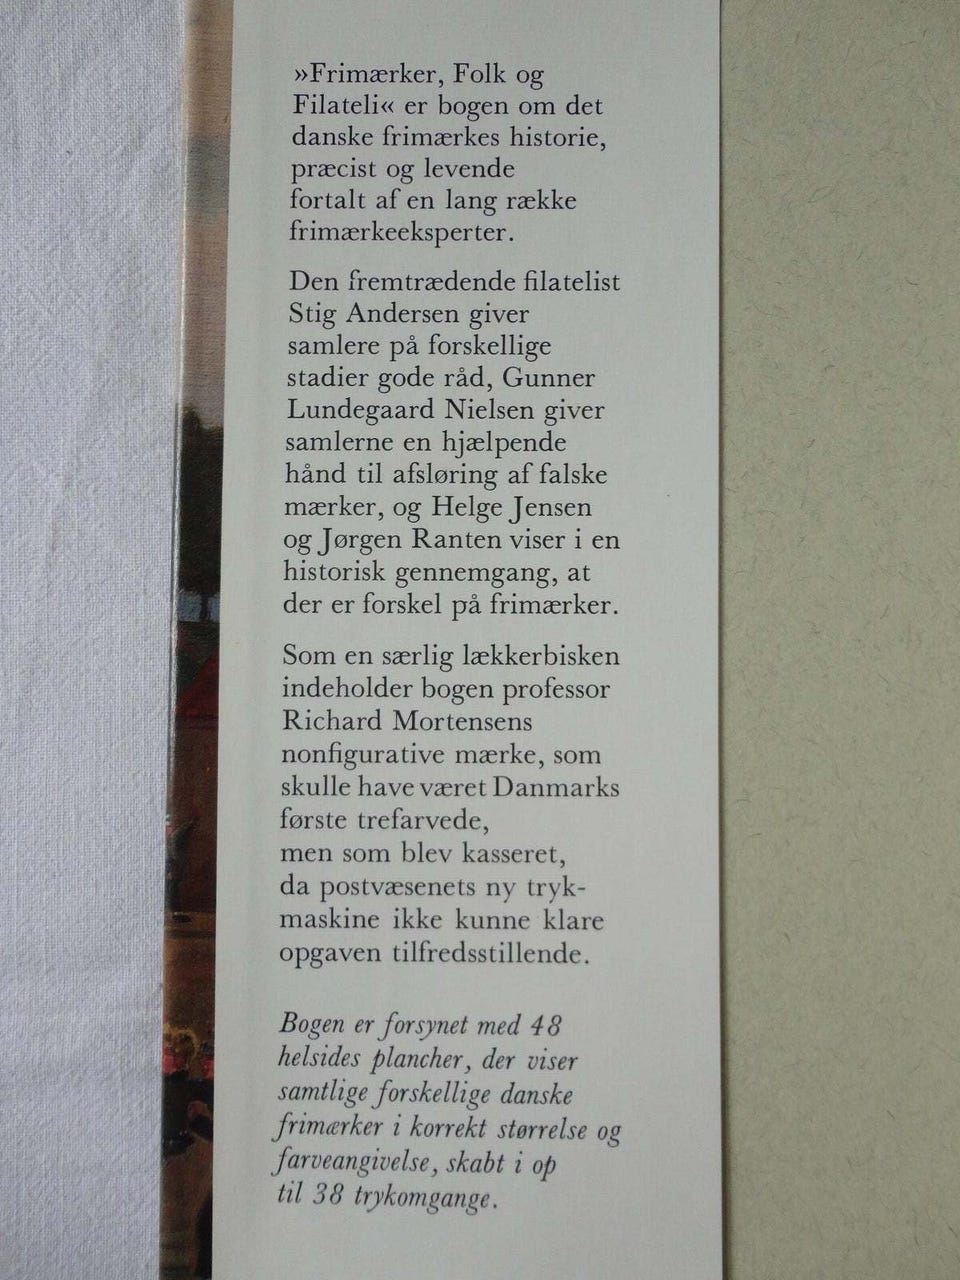 »Frimærker, Folk og
Filateli« er bogen om det
danske frimærkes historie,
præcist og levende
fortalt af en lang række
frimærkeeksperter.
Den fremtrædende filatelist
Stig Andersen giver
samlere på forskellige
stadier gode råd, Gunner
Lundegaard Nielsen giver
samlerne en hjælpende
hånd til afsløring af falske
mærker, og Helge Jensen
og Jørgen Ranten viser i en
historisk gennemgang, at
der er forskel på frimærker.
Som en særlig lækkerbisken
indeholder bogen professor
Richard Mortensens
nonfigurative mærke, som
skulle have været Danmarks
første trefarvede,
men som blev kasseret,
da postvæsenets ny tryk-
maskine ikke kunne klare
opgaven tilfredsstillende.
Bogen er forsynet med 48
helsides plancher, der viser
samtlige forskellige danske
frimærker i korrekt størrelse og
farveangivelse, skabt i op
til 38 trykomgange.